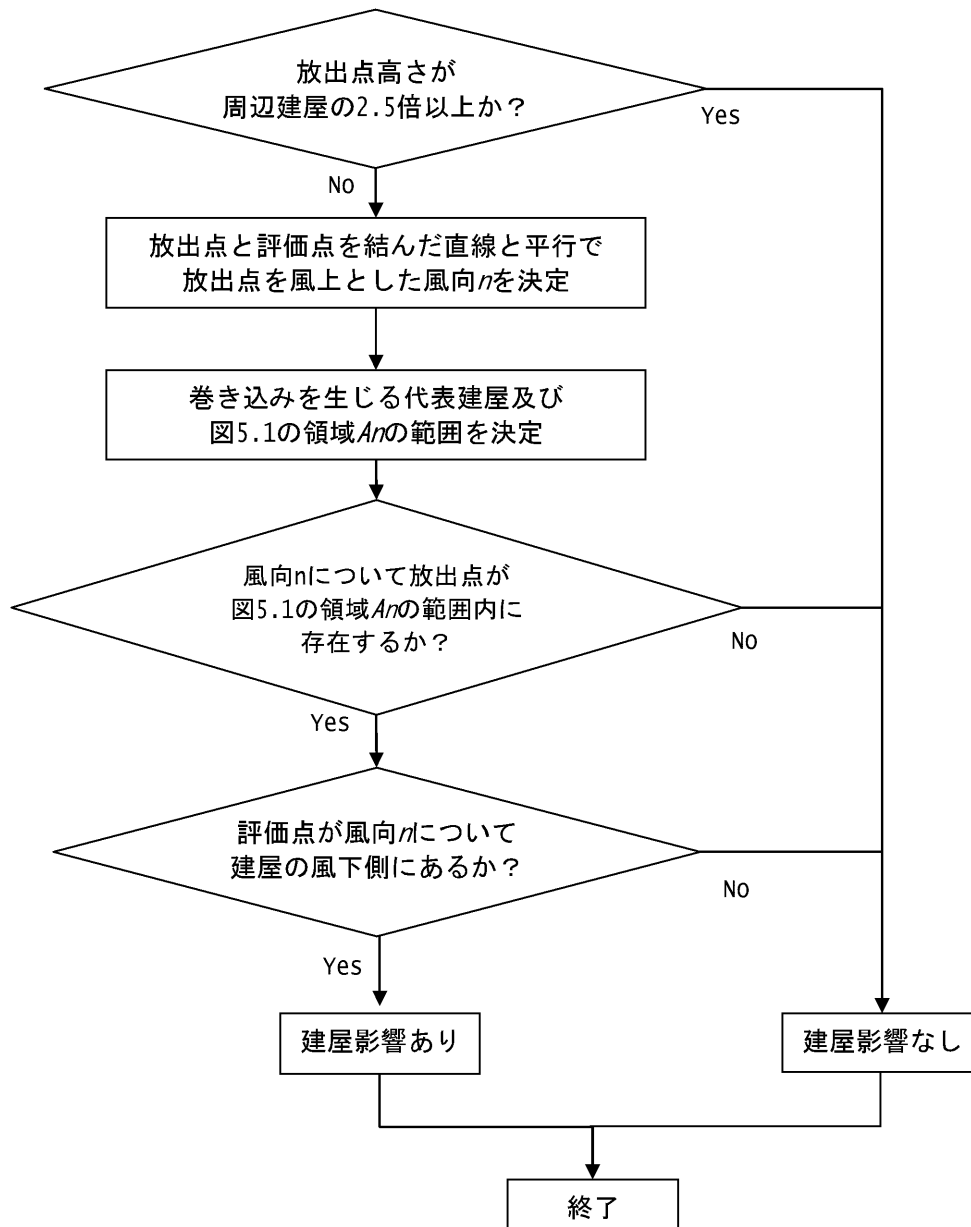 放出点高さが
周辺建屋の2.5倍以上か？
Yes
No
放出点と評価点を結んだ直線と平行で
放出点を風上とした風向nを決定
巻き込みを生じる代表建屋及び
図5.1の領域Anの範囲を決定
風向nについて放出点が
図5.1の領域Anの範囲内に
存在するか？
No
Yes
評価点が風向nについて
建屋の風下側にあるか？
No
Yes
建屋影響あり
建屋影響なし
終了